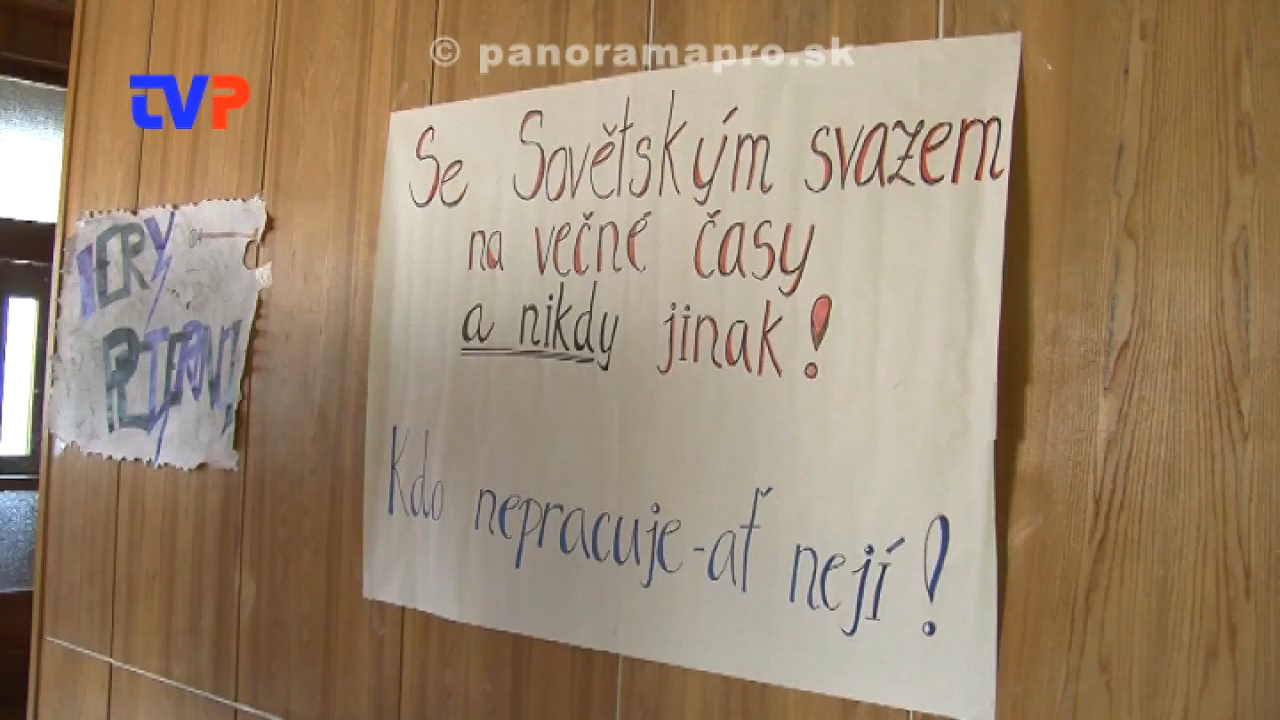 © panoramapro.sk
TVP
Se Sovětským svazem
na večné časy
a nikdy jinak!
Kdo nepracuje-ať nejí!